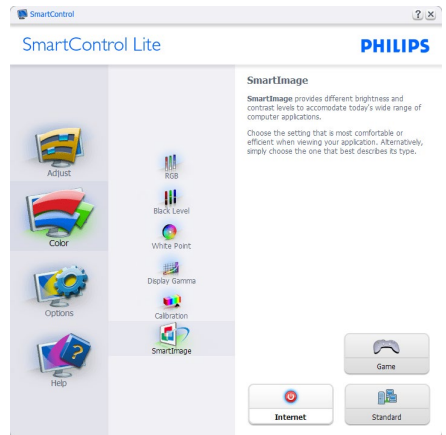 SmartControl
SmartControl Lite
PHILIPS
Adjust
Color
Options
Help
RGB
Black Level
White Point
Display Gamma
Calibration
SmartImage
SmartImage
SmartImage provides different brightness and
contrast levels to accomodate today's wide range of
computer applications.
Choose the setting that is most comfortable or
efficient when viewing your application. Alternatively,
simply choose the one that best describes its type.
Game
Internet
Standard